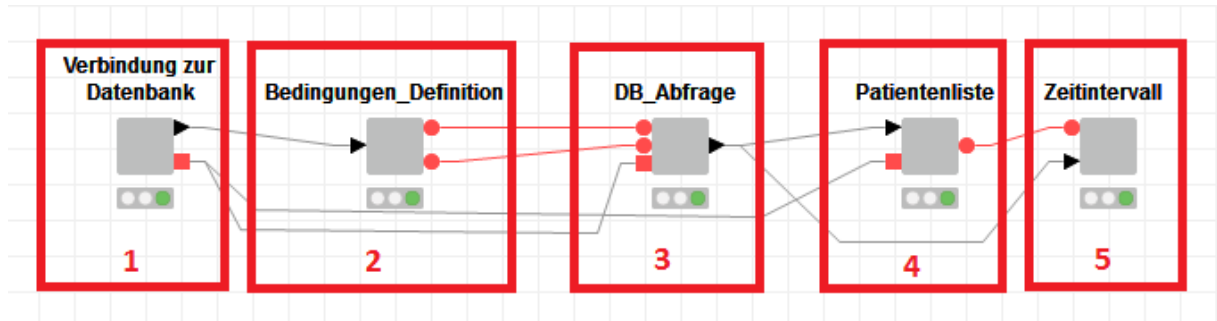 Verbindung zur
Datenbank
Bedingungen_Definition
DB_Abfrage
Patientenliste
Zeitintervall
1
2
3
4
5